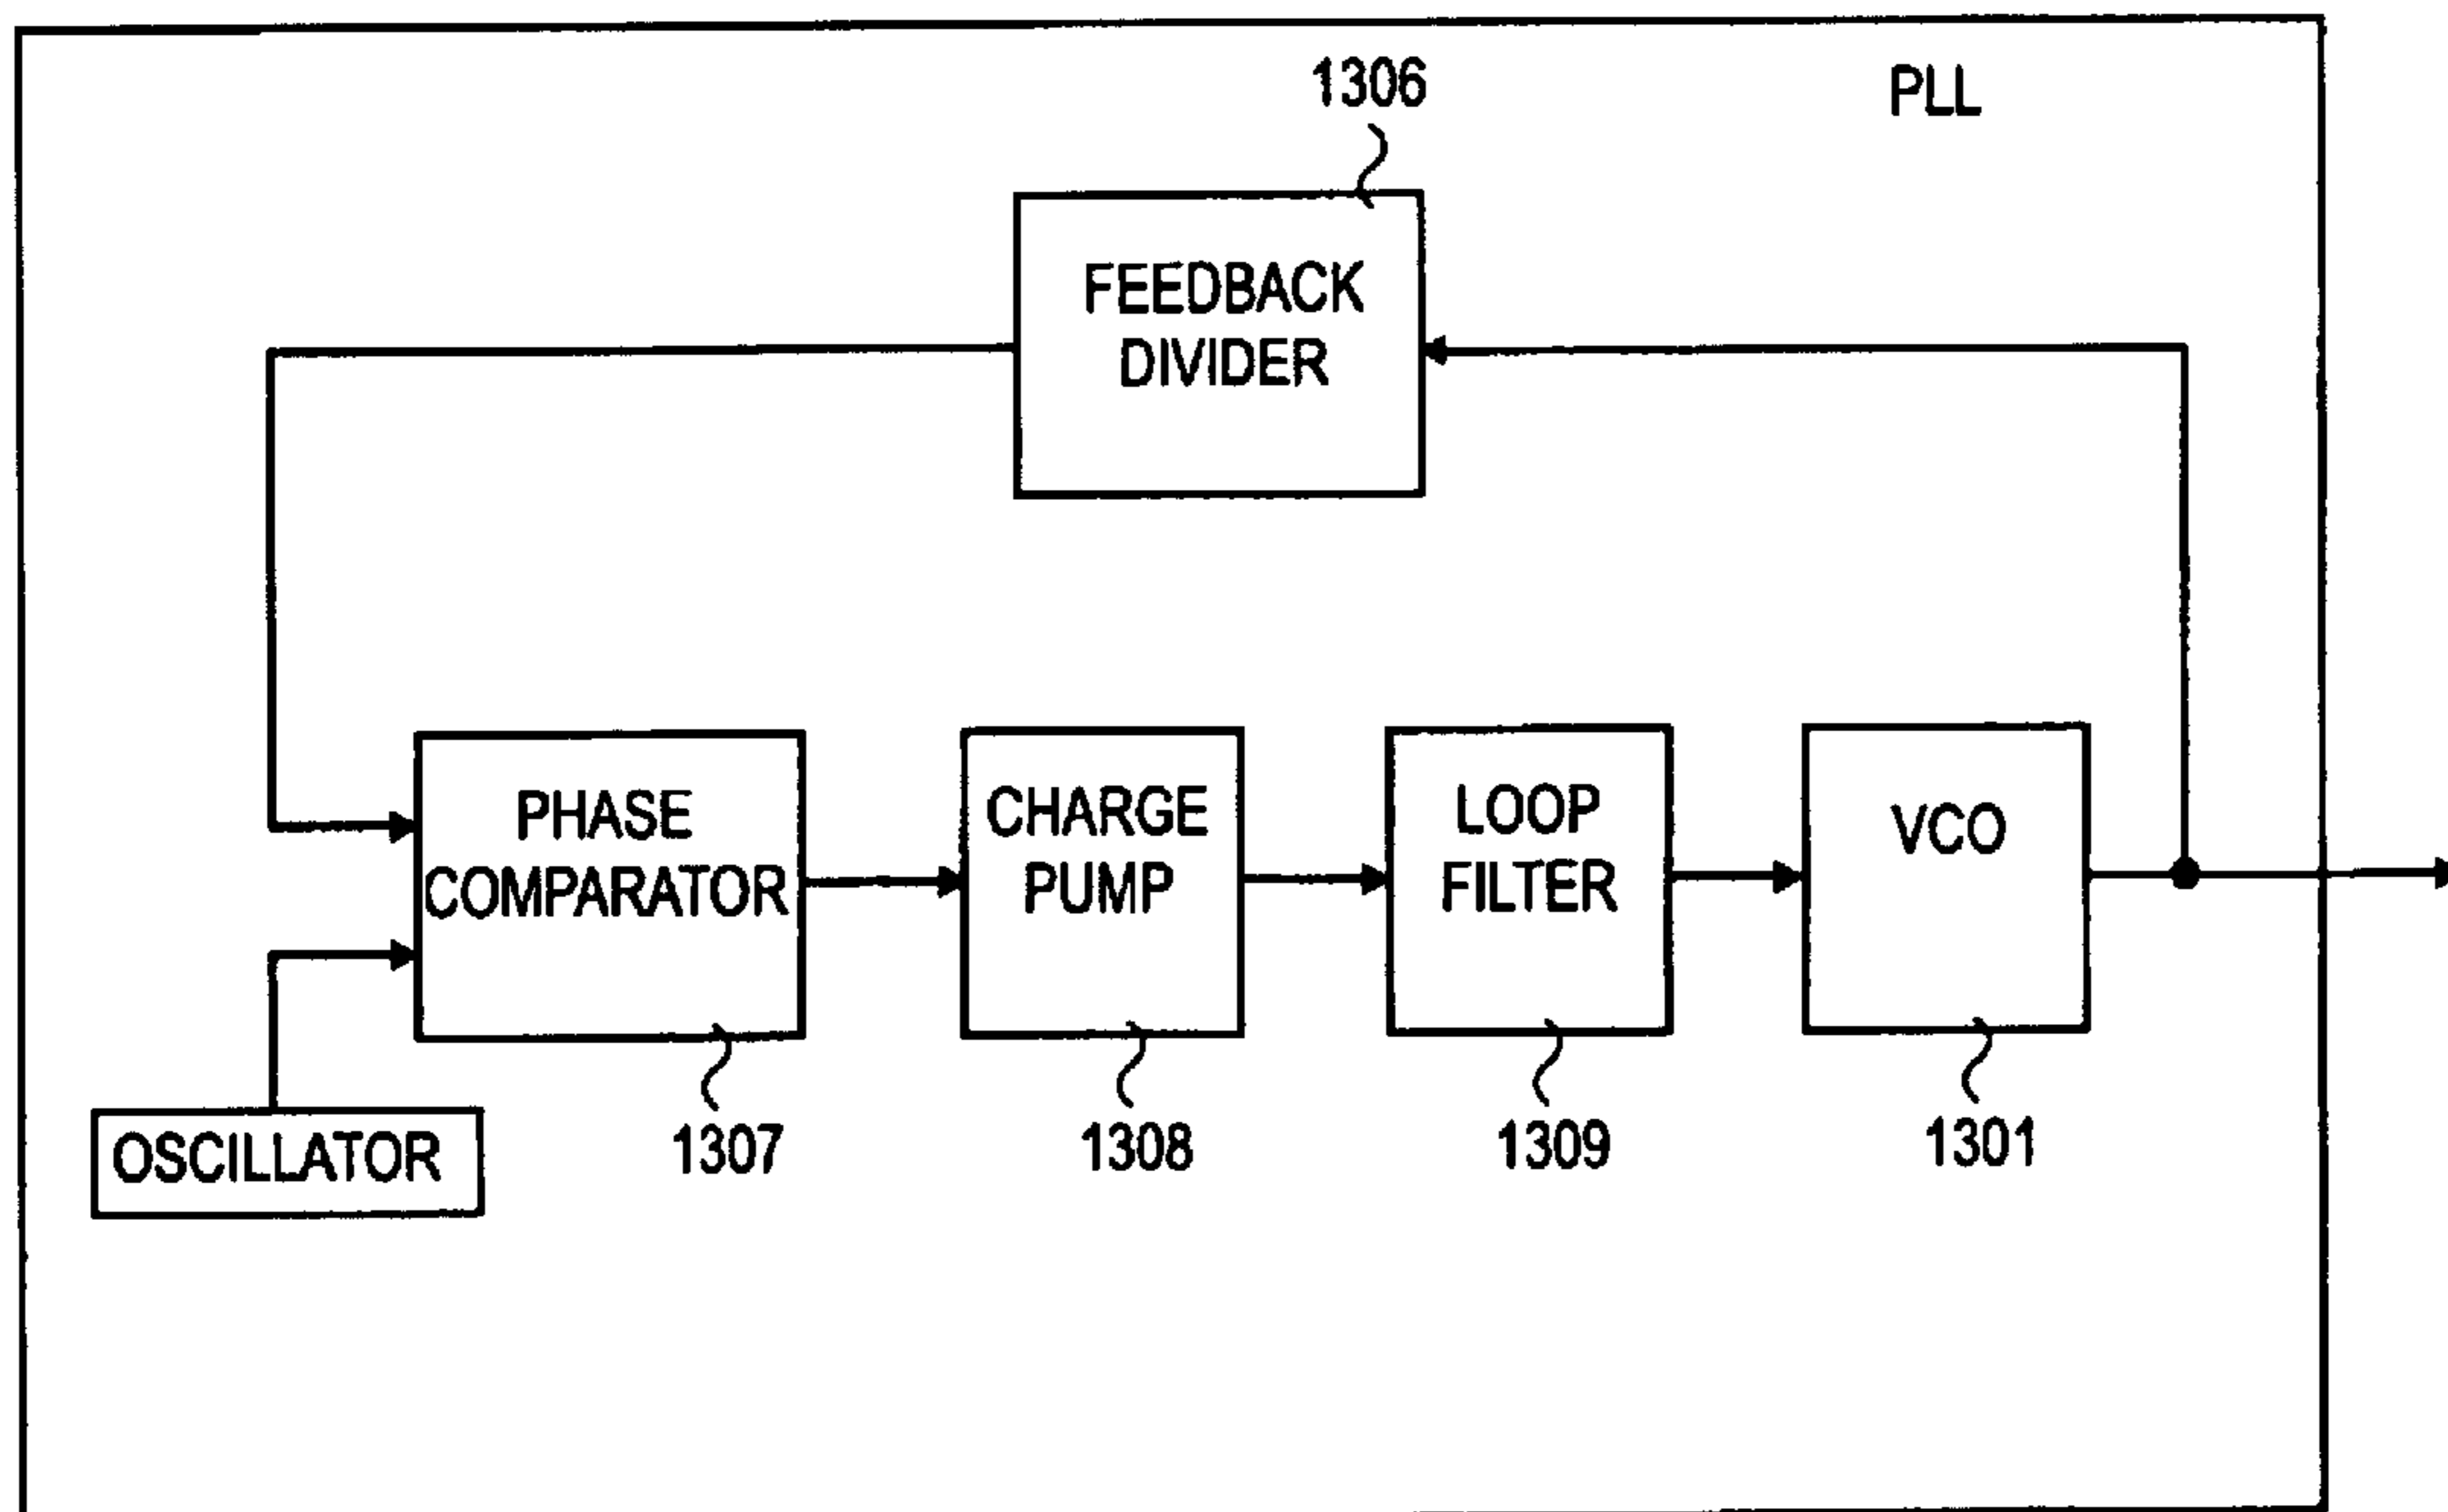 1306
PLL
FEEDBACK
DIVIDER
PHASE
COMPARATOR
CHARGE
PUMP
LOOP
FILTER
VCO
OSCILLATOR
1307
1308
1309
1301